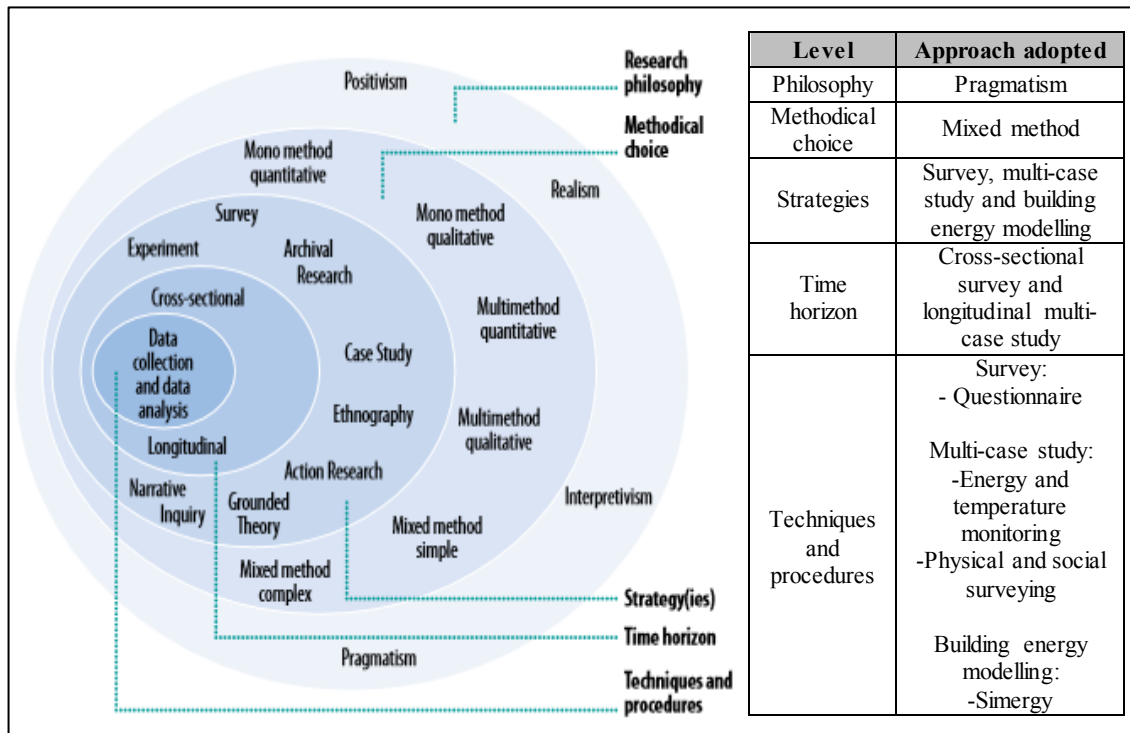 Positivism
Research
philosophy
Methodical
choice
Mono method
quantitative
Realism
Survey
Mono method
qualitative
Experiment
Archival
Research
Cross-sectional
Multimethod
quantitative
Data
collection
and data
analysis
Case Study
Ethnography
Multimethod
qualitative
Longitudinal
Action Research
Narrative
Inquiry
Grounded
Theory
Interpretivism
Mixed method
simple
Mixed method
complex
Strategy(ies)
Time horizon
Pragmatism
Techniques and
procedures
Level Approach adopted
Philosophy Pragmatism
Methodical
choice
Mixed method
Strategies
Survey, multi-case
study and building
energy modelling
Time
horizon
Cross-sectional
survey and
longitudinal multi-
case study
Techniques
and
procedures
Survey:
- Questionnaire
Multi-case study:
-Energy and
temperature
monitoring
-Physical and social
surveying
Building energy
modelling:
-Simergy